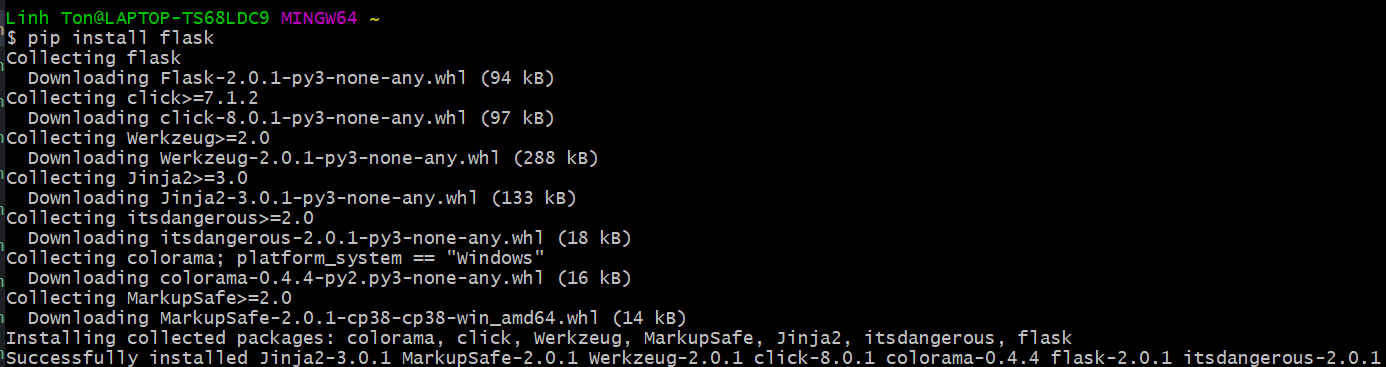 Linh Ton@LAPTOP-TS68LDC9 MINGW64 ~
$ pip install flask
Collecting flask
  Downloading Flask-2.0.1-py3-none-any.whl (94 kB)
Collecting click>=7.1.2
  Downloading click-8.0.1-py3-none-any.whl (97 kB)
Collecting Werkzeug>=2.0
  Downloading Werkzeug-2.0.1-py3-none-any.whl (288 kB)
Collecting Jinja2>=3.0
  Downloading Jinja2-3.0.1-py3-none-any.whl (133 kB)
Collecting itsdangerous>=2.0
  Downloading itsdangerous-2.0.1-py3-none-any.whl (18 kB)
Collecting colorama; platform_system == "Windows"
  Downloading colorama-0.4.4-py2.py3-none-any.whl (16 kB)
Collecting MarkupSafe>=2.0
  Downloading MarkupSafe-2.0.1-cp38-cp38-win_amd64.whl (14 kB)
Installing collected packages: colorama, click, Werkzeug, MarkupSafe, Jinja2, itsdangerous, flask
Successfully installed Jinja2-3.0.1 MarkupSafe-2.0.1 Werkzeug-2.0.1 click-8.0.1 colorama-0.4.4 flask-2.0.1 itsdangerous-2.0.1